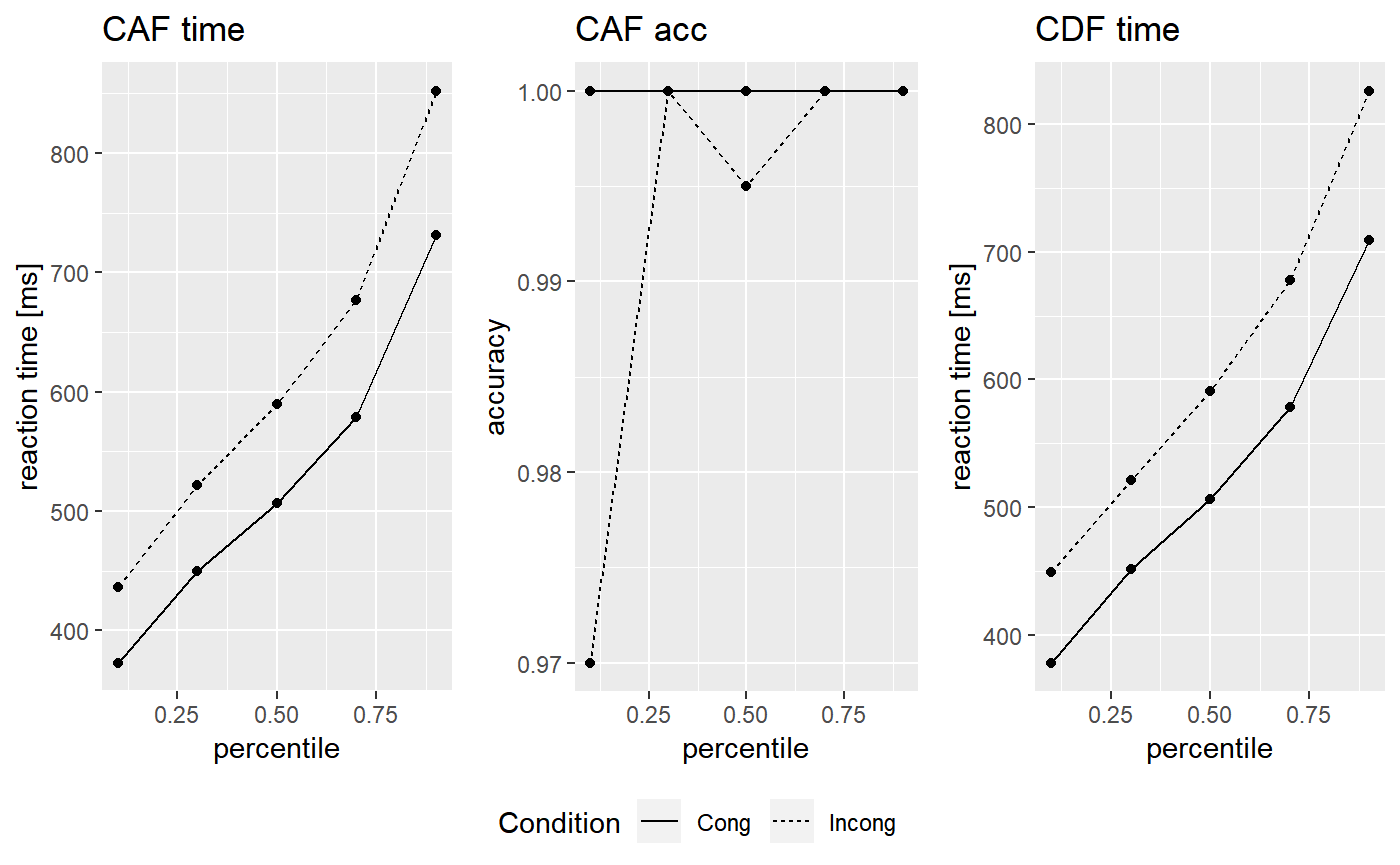 CAF time
reaction time [ms]
800
700
600
500
400
0.25 0.50 0.75
percentile
CAF acc
accuracy
1.00
0.99
0.98
0.97
0.25 0.50 0.75
percentile
CDF time
reaction time [ms]
800
700
600
500
400
0.25 0.50 0.75
percentile
Condition Cong Incong